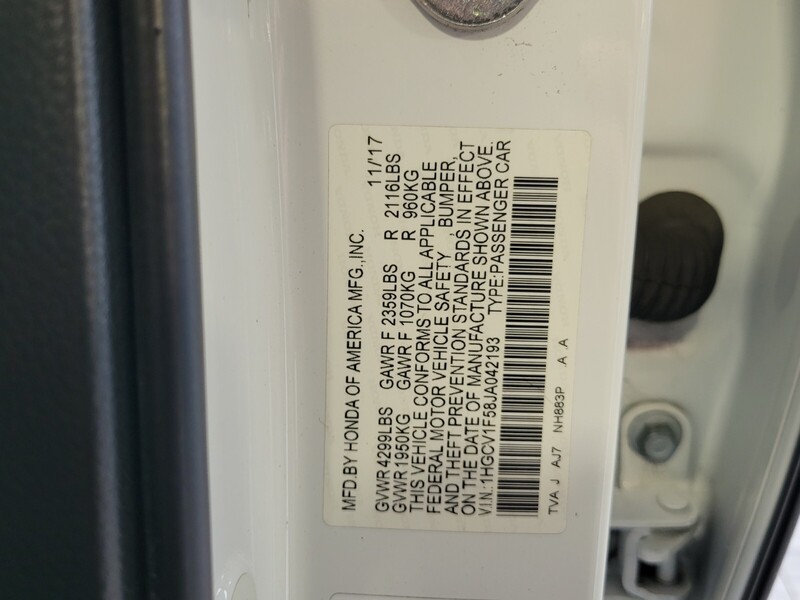 MFD.BY HONDA OF AMERICA MFG.,INC. 11/'17
GVWR 4299LBS GAWR F 2359LBS R 2116LBS
GVWR 1950KG GAWR F 1070KG R 960KG
THIS VEHICLE CONFORMS TO ALL APPLICABLE
FEDERAL MOTOR VEHICLE SAFETY , BUMPER,
AND THEFT PREVENTION STANDARDS IN EFFECT
ON THE DATE OF MANUFACTURE SHOWN ABOVE.
V.I.N.:1HGCV1F58JA042193 TYPE:PASSENGER CAR
TVA J AJ7 NH883P .A .A